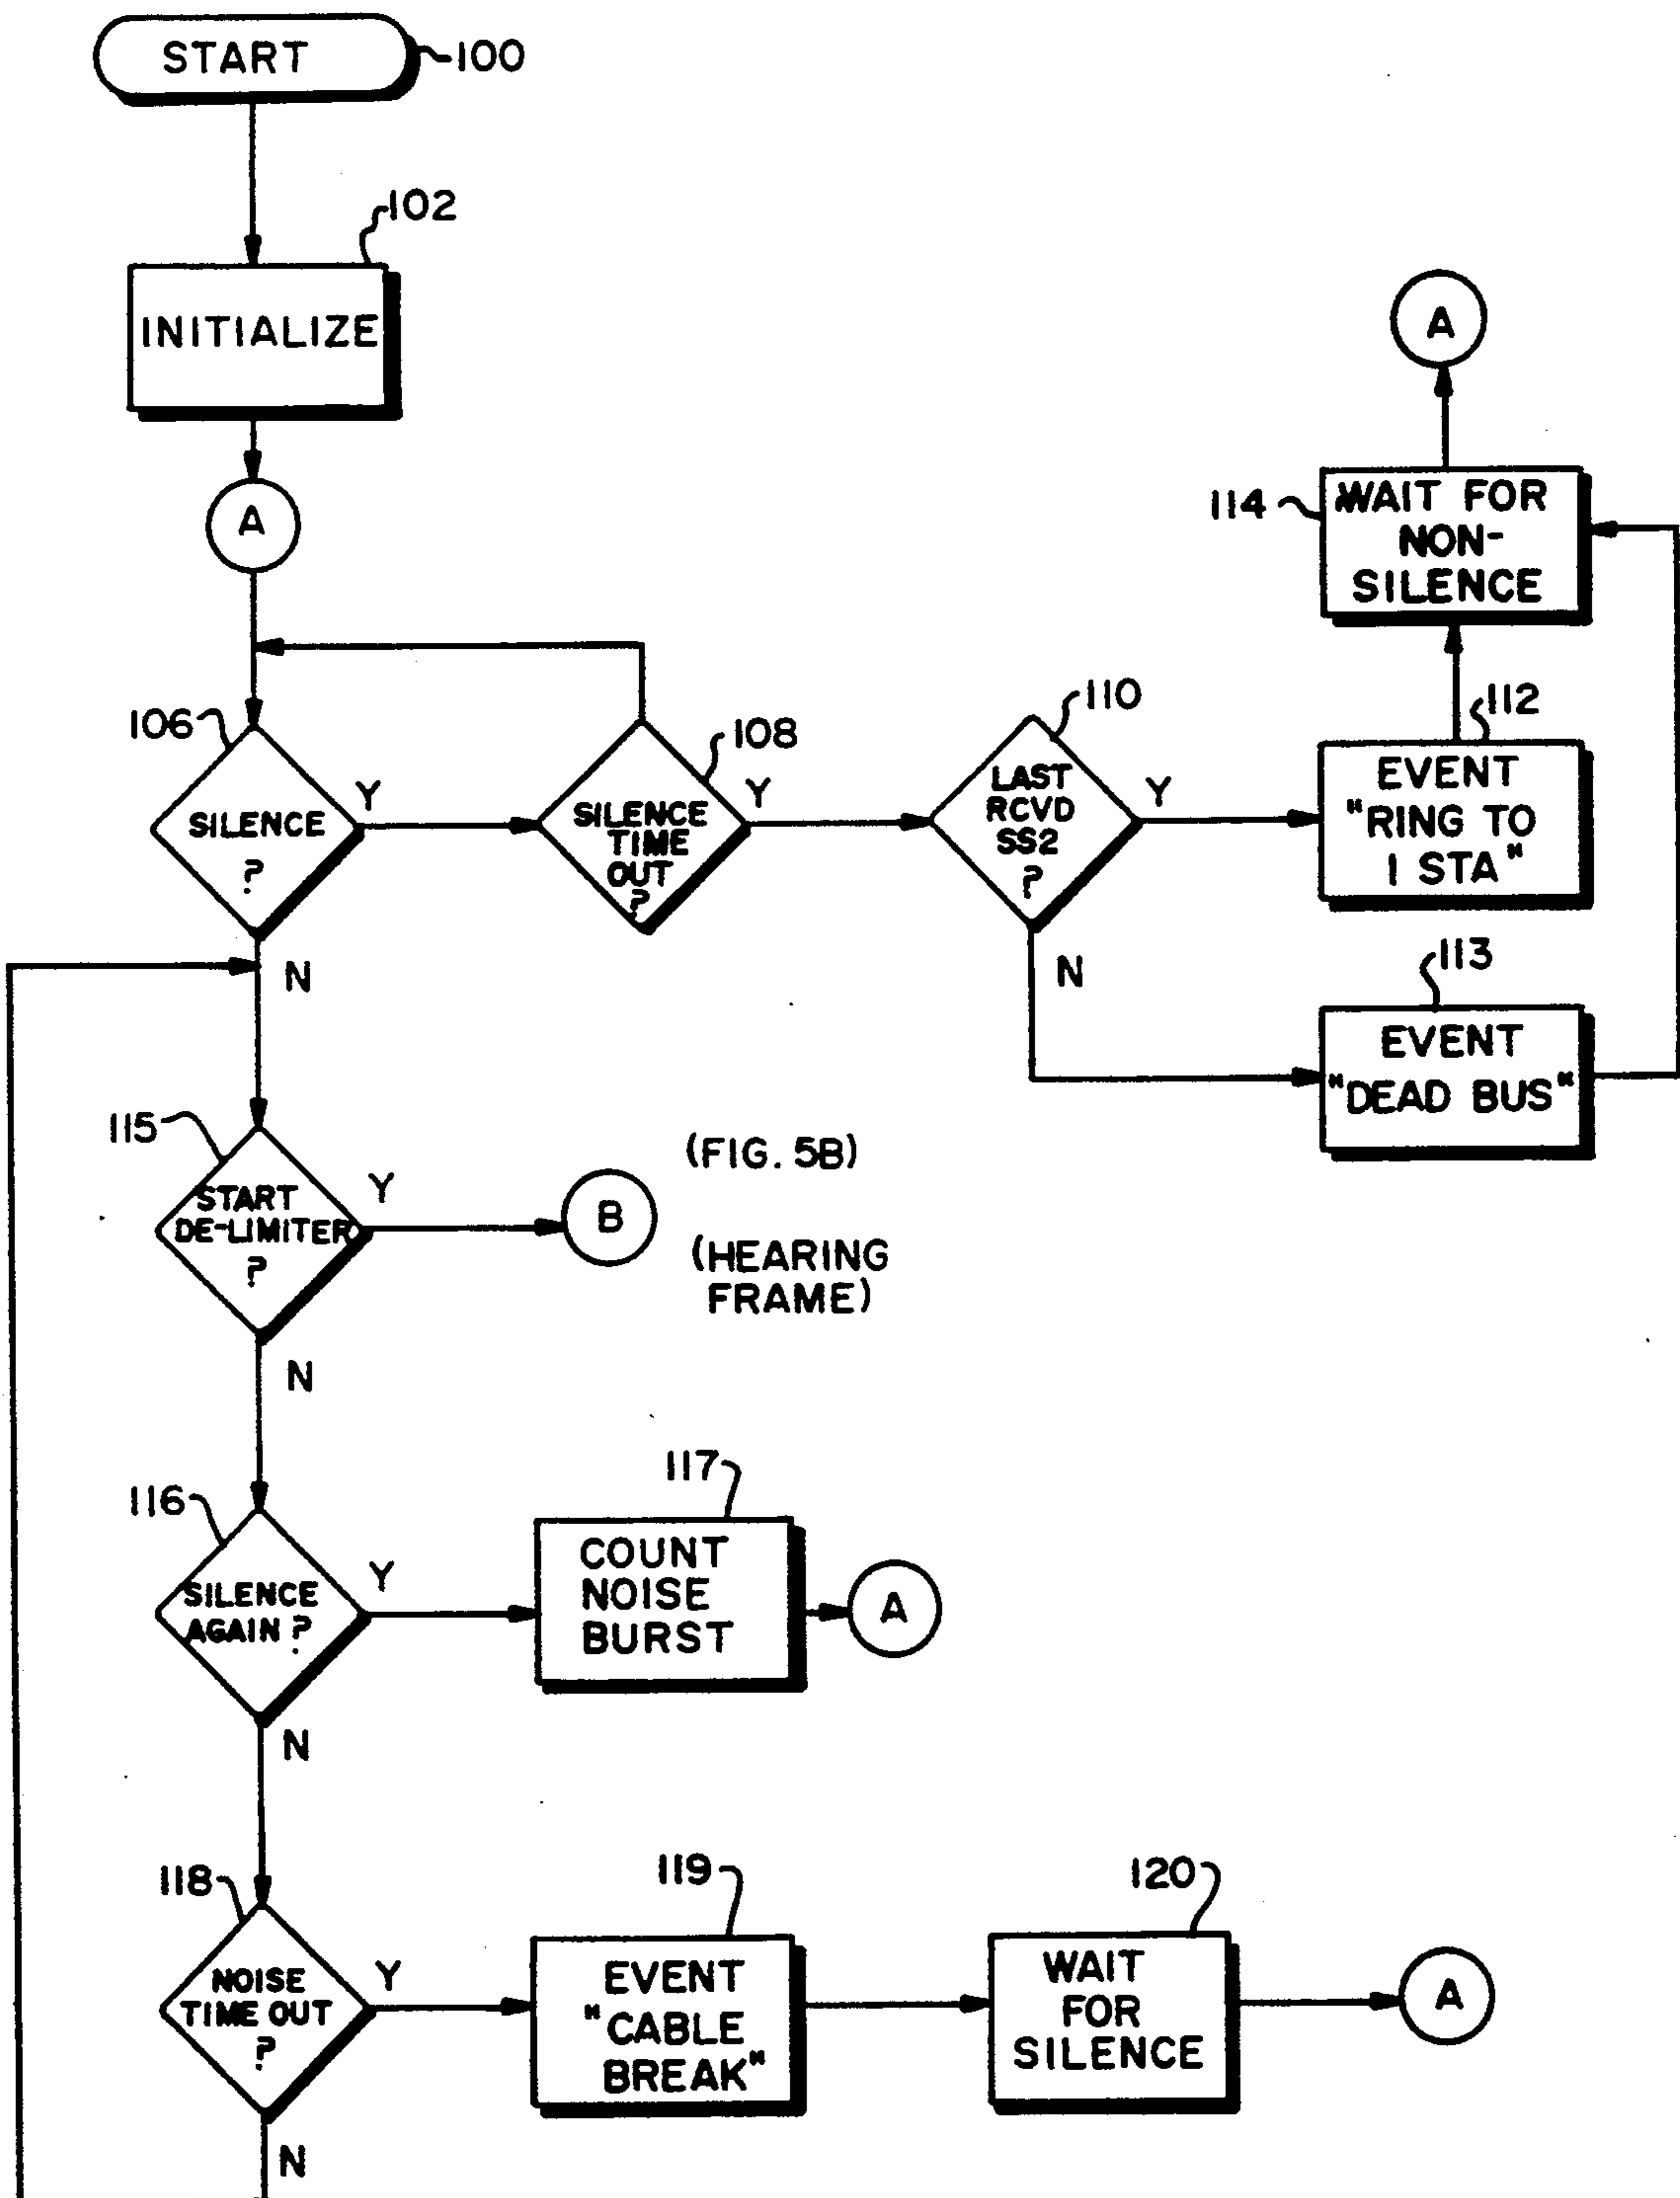 START
100
102
INITIALIZE
A
A
114
WAIT FOR
NON-
SILENCE
106
SILENCE
?
Y
N
108
SILENCE
TIME
OUT
?
Y
110
LAST
RCVD
SS2
?
Y
N
112
EVENT
"RING TO
1 STA"
113
EVENT
"DEAD BUS"
115
START
DE-LIMITER
?
Y
N
B
(FIG. 5B)
(HEARING
FRAME)
116
SILENCE
AGAIN ?
Y
N
117
COUNT
NOISE
BURST
A
118
NOISE
TIME OUT
?
Y
N
119
EVENT
"CABLE
BREAK"
120
WAIT
FOR
SILENCE
A